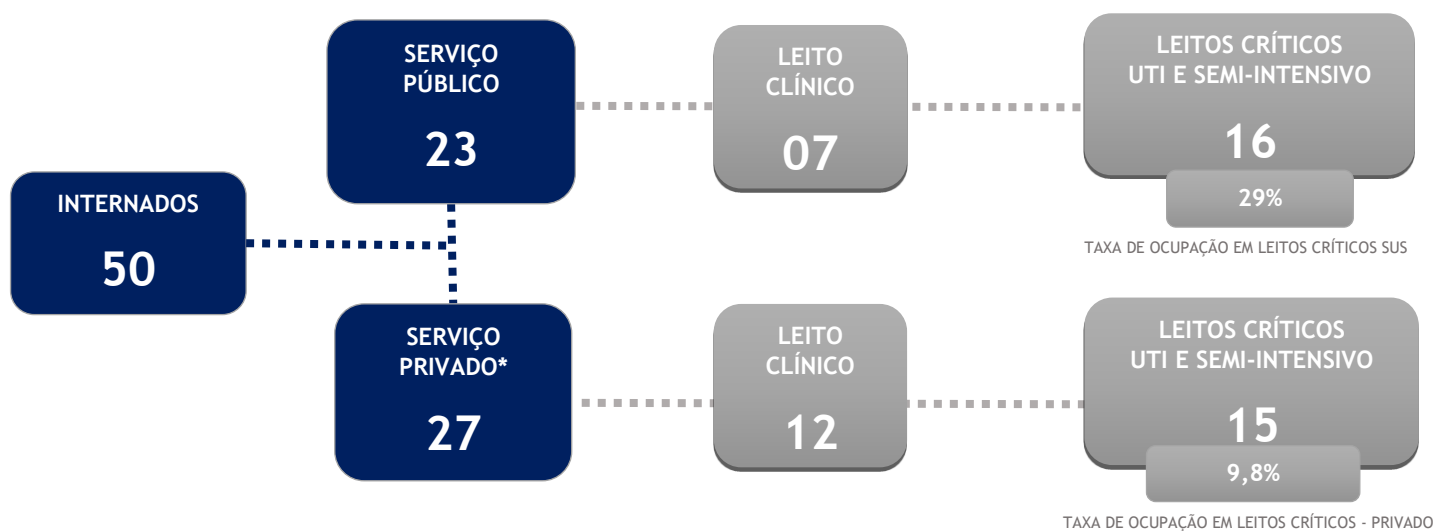 INTERNADOS
50
SERVIÇO
PÚBLICO
23
LEITO
CLÍNICO
07
LEITOS CRÍTICOS
UTI E SEMI-INTENSIVO
16
29%
TAXA DE OCUPAÇÃO EM LEITOS CRÍTICOS SUS
SERVIÇO
PRIVADO*
27
LEITO
CLÍNICO
12
LEITOS CRÍTICOS
UTI E SEMI-INTENSIVO
15
9,8%
TAXA DE OCUPAÇÃO EM LEITOS CRÍTICOS - PRIVADO